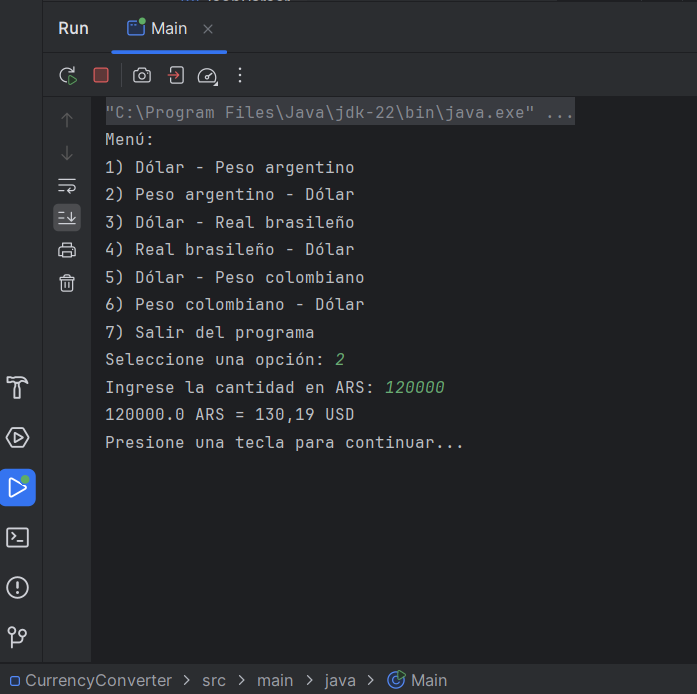 Run
Main
"C:\Program Files\Java\jdk-22\bin\java.exe" ...
Menú:
1) Dólar - Peso argentino
2) Peso argentino - Dólar
3) Dólar - Real brasileño
4) Real brasileño - Dólar
5) Dólar - Peso colombiano
6) Peso colombiano - Dólar
7) Salir del programa
Seleccione una opción: 2
Ingrese la cantidad en ARS: 120000
120000.0 ARS = 130,19 USD
Presione una tecla para continuar...
CurrencyConverter > src > main > java > Main